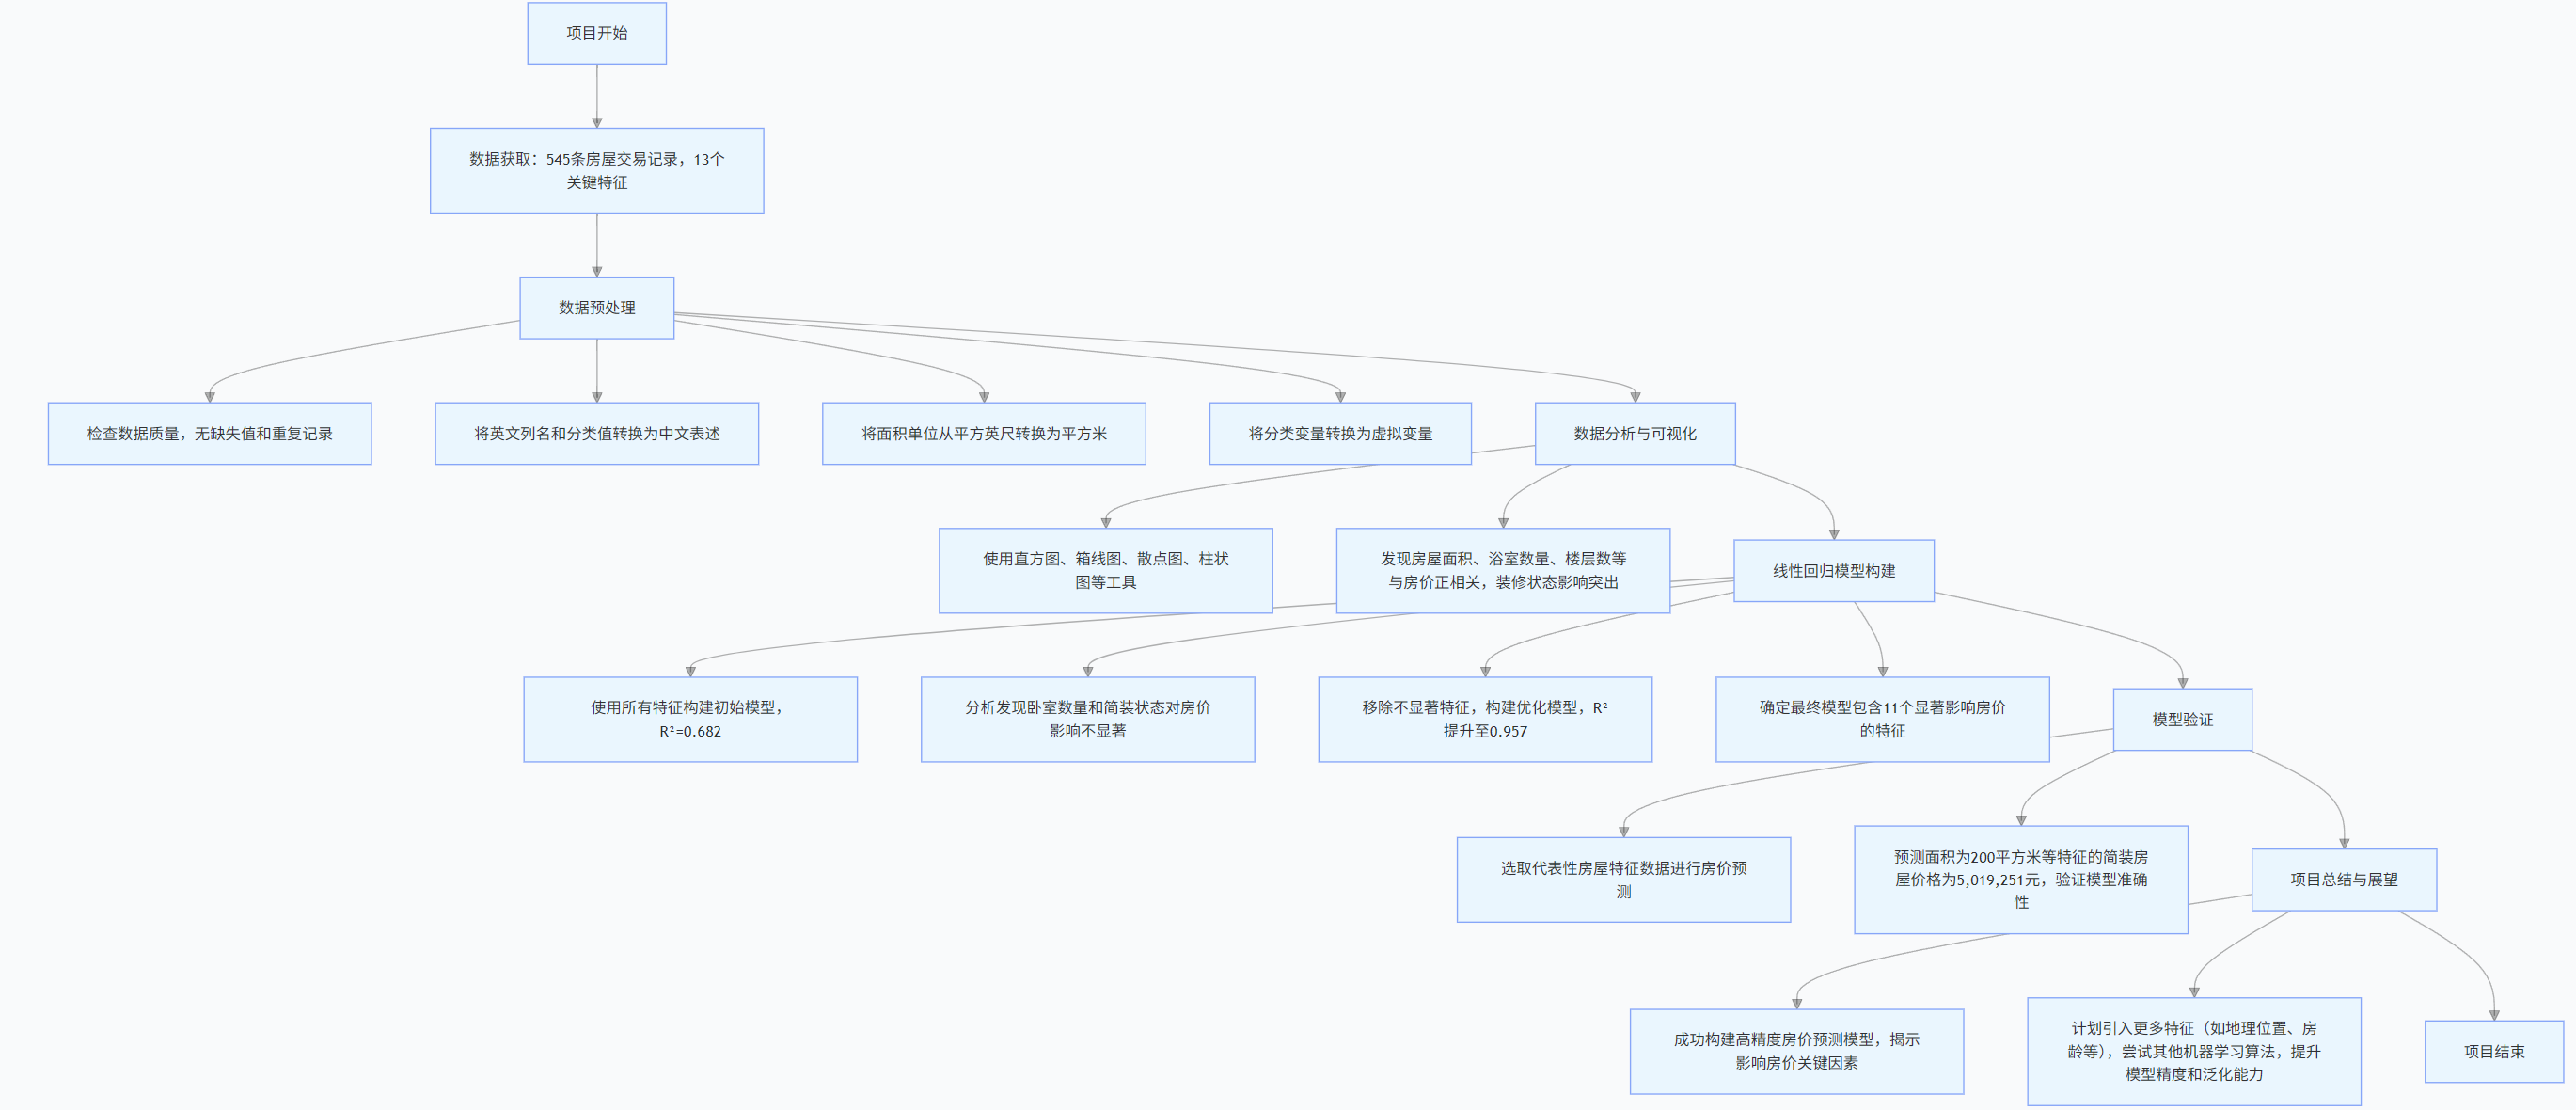 项目开始
数据获取：545条房屋交易记录，13个
关键特征
数据预处理
检查数据质量，无缺失值和重复记录
将英文列名和分类值转换为中文表述
将面积单位从平方英尺转换为平方米
将分类变量转换为虚拟变量
数据分析与可视化
使用直方图、箱线图、散点图、柱状
图等工具
发现房屋面积、浴室数量、楼层数等
与房价正相关，装修状态影响突出
线性回归模型构建
使用所有特征构建初始模型，
R²=0.682
分析发现卧室数量和简装状态对房价
影响不显著
移除不显著特征，构建优化模型，R²
提升至0.957
确定最终模型包含11个显著影响房价
的特征
模型验证
选取代表性房屋特征数据进行房价预
测
预测面积为200平方米等特征的简装房
屋价格为5,019,251元，验证模型准确
性
项目总结与展望
成功构建高精度房价预测模型，揭示
影响房价关键因素
计划引入更多特征（如地理位置、房
龄等），尝试其他机器学习算法，提升
模型精度和泛化能力
项目结束